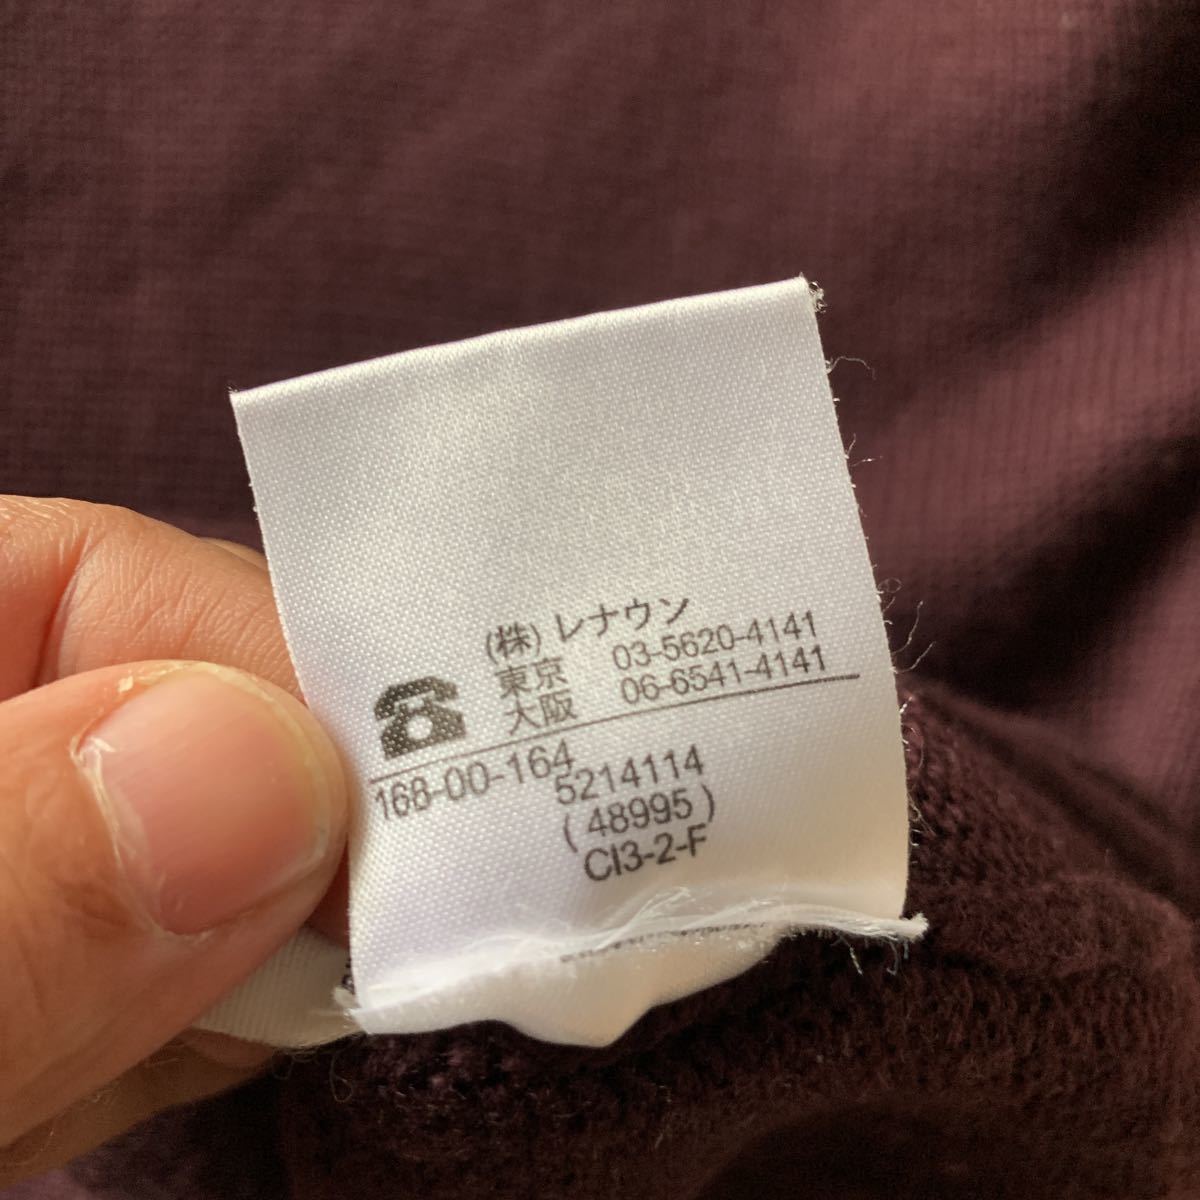 (株) レナウン
東京 03-5620-4141
大阪 06-6541-4141
168-00-164
5214114
( 48995 )
CI3-2-F